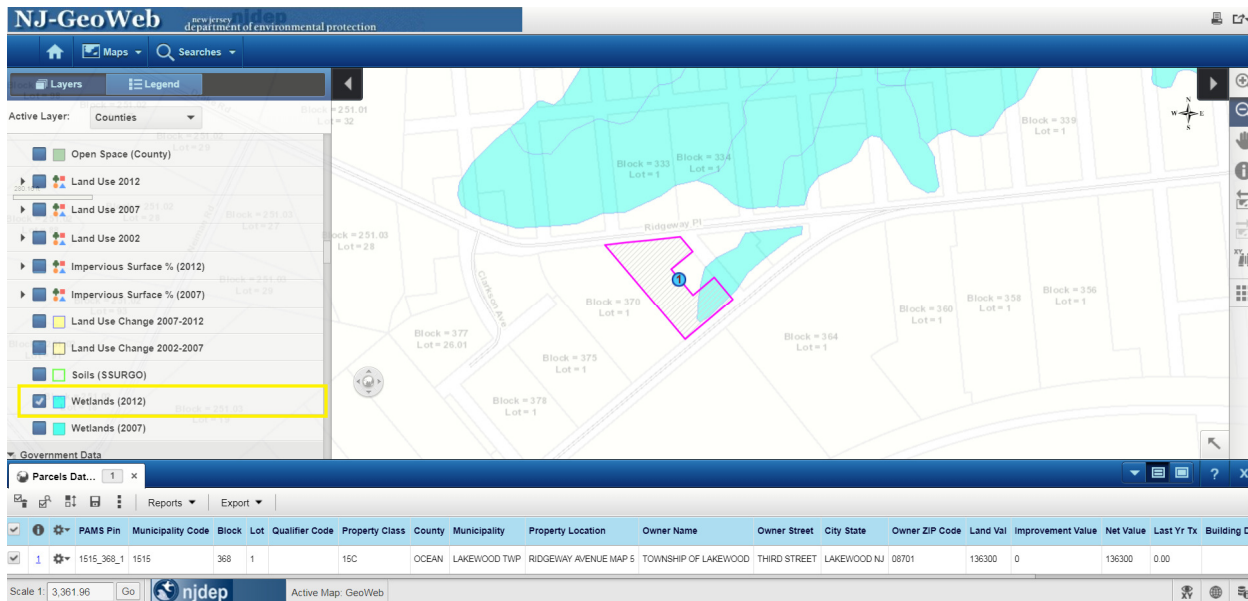 NJ-GeoWeb new jersey njdep department of environmental protection
Maps Searches
Layers Legend
Active Layer: Counties
Open Space (County)
Land Use 2012
Land Use 2007
Land Use 2002
Impervious Surface % (2012)
Impervious Surface % (2007)
Land Use Change 2007-2012
Land Use Change 2002-2007
Soils (SSURGO)
Wetlands (2012)
Wetlands (2007)
Government Data
Block = 251.01
Lot = 32
Block = 251.03
Lot = 28
N
W E
S
Block = 339
Lot = 1
Block = 333
Lot = 1
Block = 334
Lot = 1
Ridgeway Pl
Clarkson Ave
1
Block = 370
Lot = 1
Block = 377
Lot = 26.01
Block = 375
Lot = 1
Block = 378
Lot = 1
Block = 364
Lot = 1
Block = 360
Lot = 1
Block = 358
Lot = 1
Block = 356
Lot = 1
XY
Parcels Dat... 1 × ? X
Reports Export
PAMS Pin Municipality Code Block Lot Qualifier Code Property Class County Municipality Property Location Owner Name Owner Street City State Owner ZIP Code Land Val Improvement Value Net Value Last Yr Tx Building D
1 1515_368_1 1515 368 1 15C OCEAN LAKEWOOD TWP RIDGEWAY AVENUE MAP 5 TOWNSHIP OF LAKEWOOD THIRD STREET LAKEWOOD NJ 08701 136300 0 136300 0.00
Scale 1: 3,361.96 Go njdep Active Map: GeoWeb XY